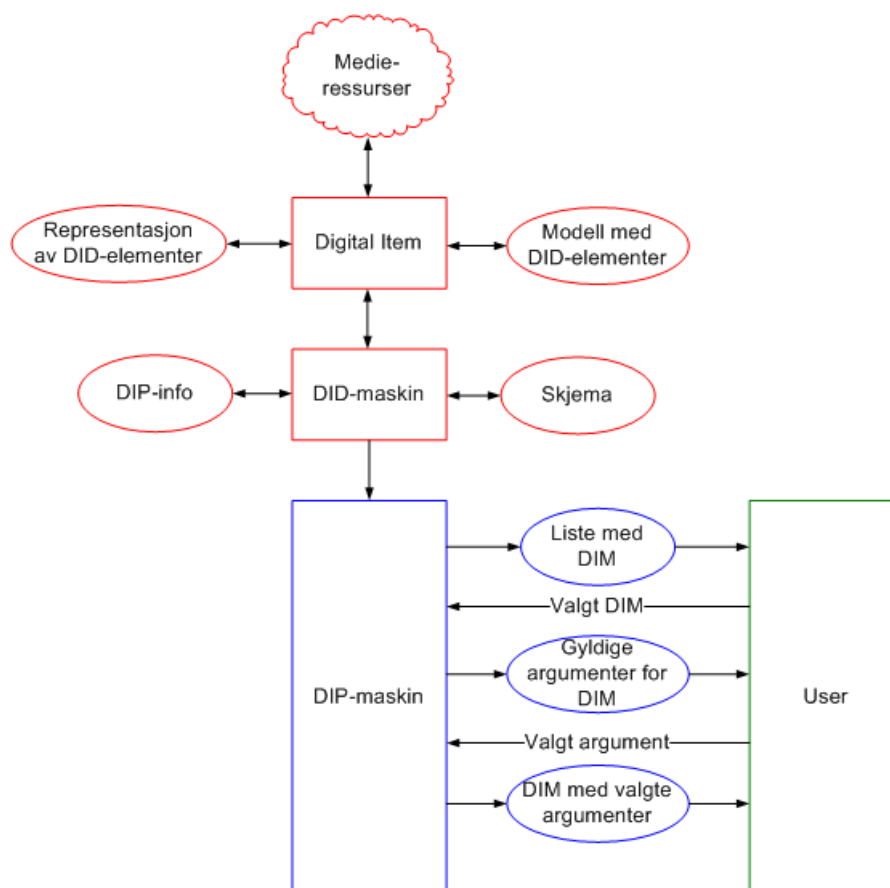 Medie-
ressurser
Representasjon
av DID-elementer
Digital Item
Modell med
DID-elementer
DIP-info
DID-maskin
Skjema
Liste med
DIM
Valgt DIM
Gyldige
argumenter for
DIM
DIP-maskin
User
Valgt argument
DIM med valgte
argumenter